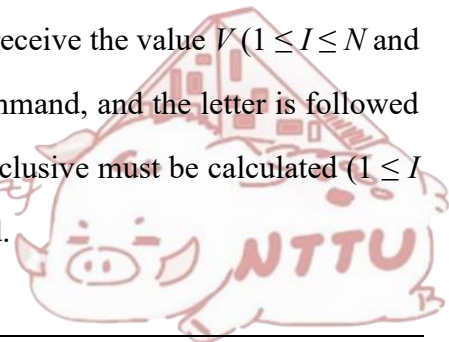 receive the value V (1 ≤ I ≤ N and
mmand, and the letter is followed
clusive must be calculated (1 ≤ I
l.
NTTU